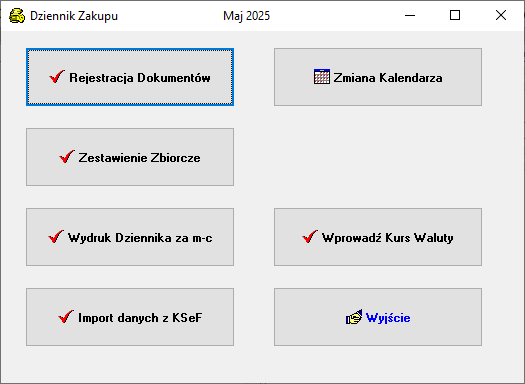 Dziennik Zakupu Maj 2025
Rejestracja Dokumentów
Zmiana Kalendarza
Zestawienie Zbiorcze
Wydruk Dziennika za m-c
Wprowadź Kurs Waluty
Import danych z KSeF
Wyjście